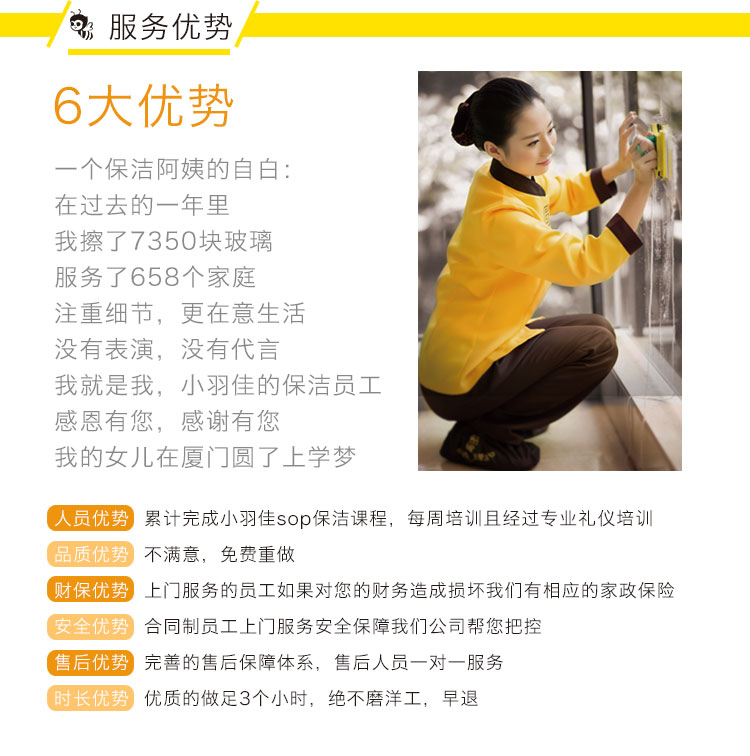 服务优势
6大优势
一个保洁阿姨的自白：
在过去的一年里
我擦了7350块玻璃
服务了658个家庭
注重细节，更在意生活
没有表演，没有代言
我就是我，小羽佳的保洁员工
感恩有您，感谢有您
我的女儿在厦门圆了上学梦
人员优势 累计完成小羽佳sop保洁课程，每周培训且经过专业礼仪培训
品质优势 不满意，免费重做
财保优势 上门服务的员工如果对您的财务造成损坏我们有相应的家政保险
安全优势 合同制员工上门服务安全保障我们公司帮您把控
售后优势 完善的售后保障体系，售后人员一对一服务
时长优势 优质的做足3个小时，绝不磨洋工，早退